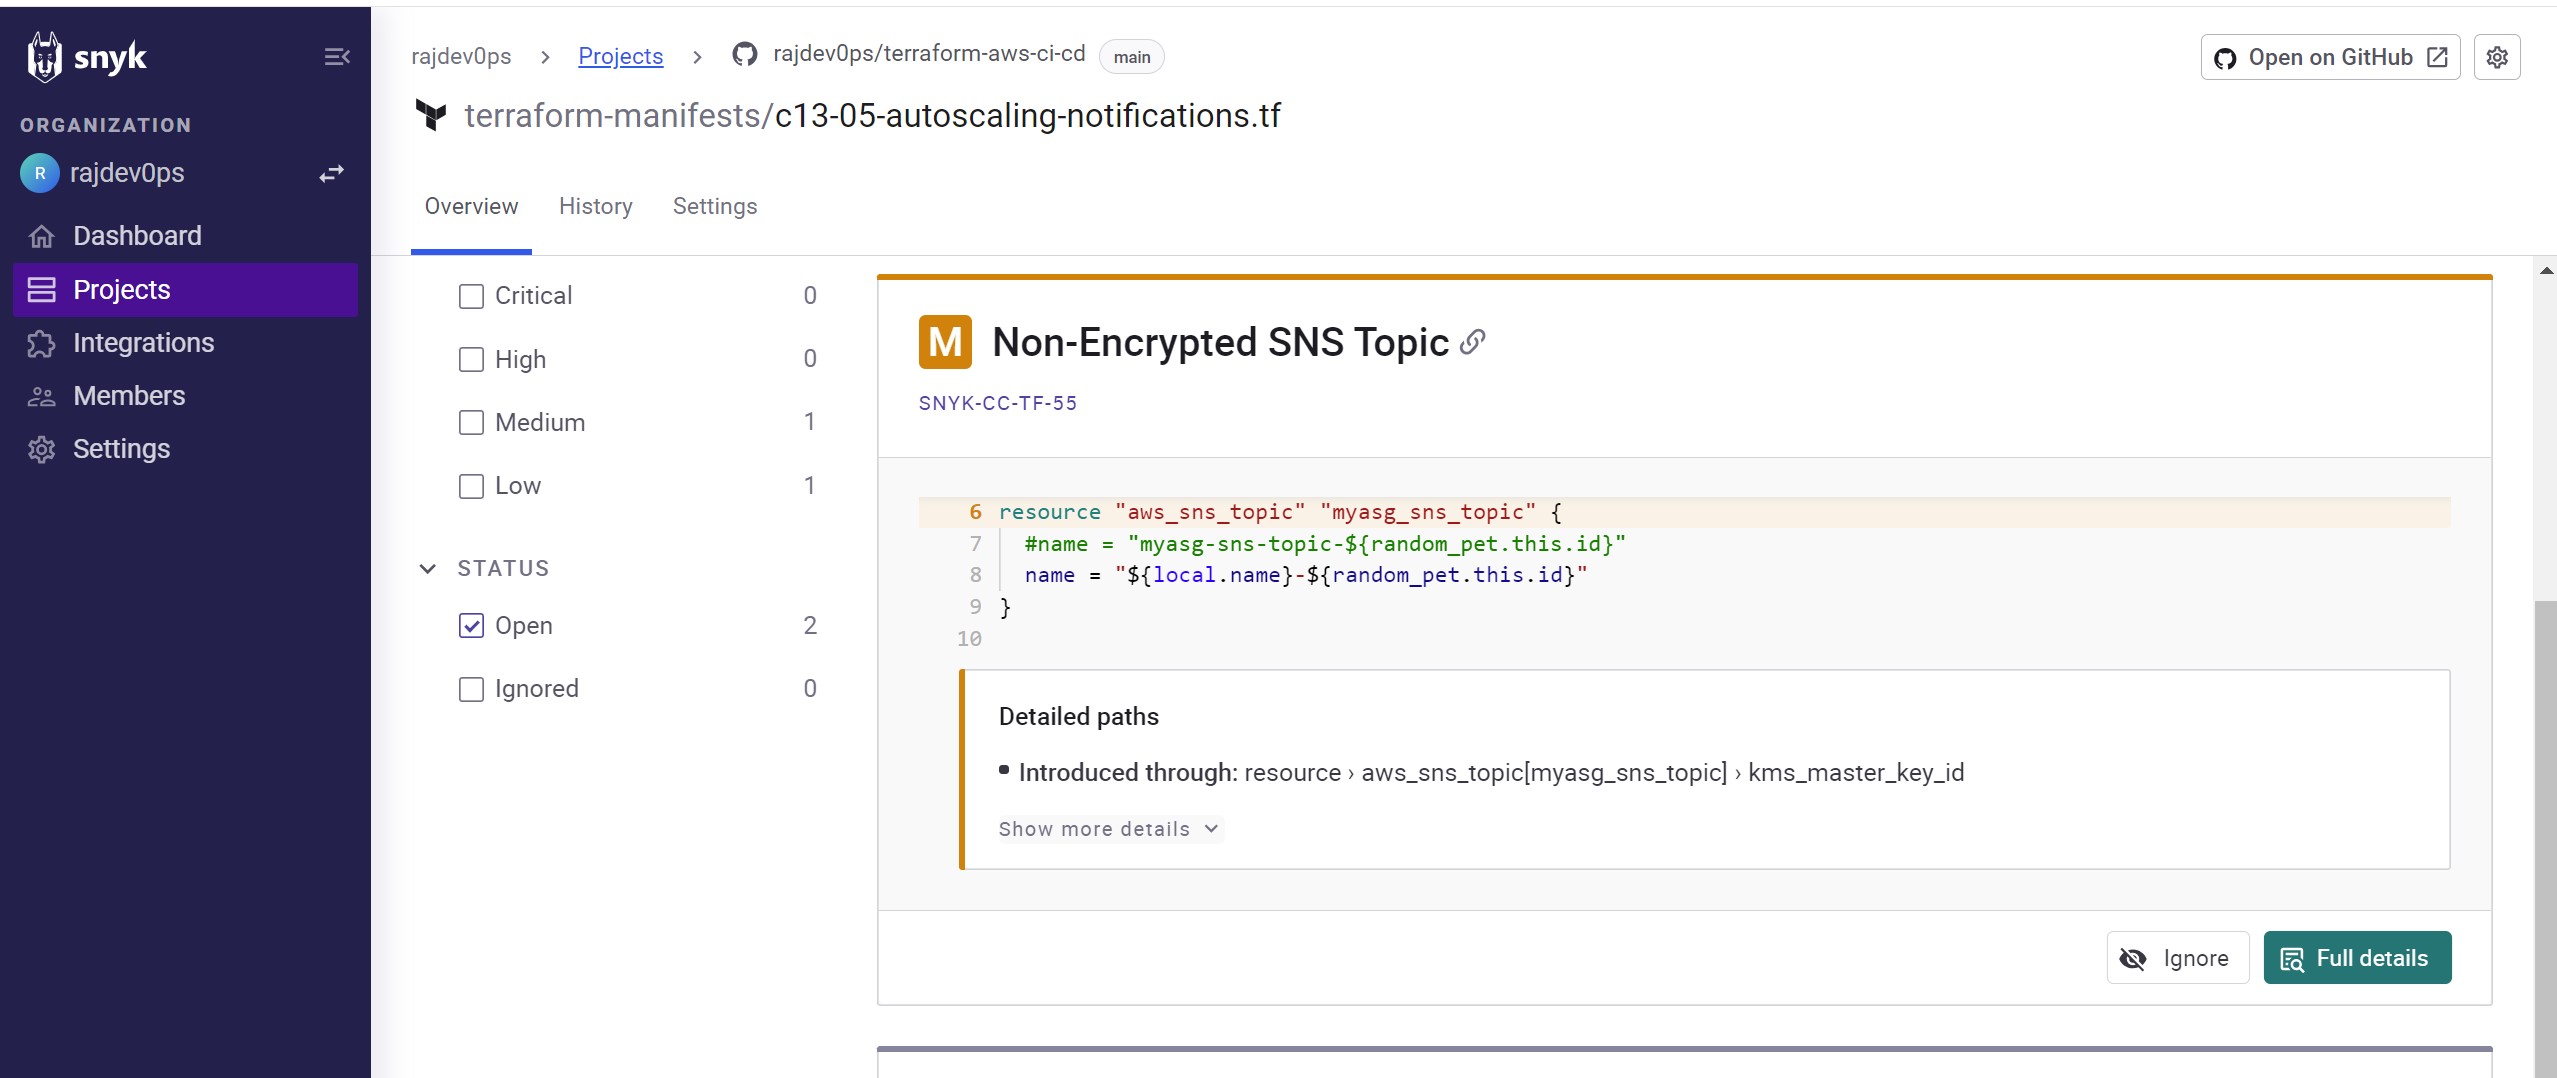 snyk
ORGANIZATION
R rajdev0ps
Dashboard
Projects
Integrations
Members
Settings
rajdev0ps > Projects > rajdev0ps/terraform-aws-ci-cd main
Open on GitHub
terraform-manifests/c13-05-autoscaling-notifications.tf
Overview History Settings
Critical 0
High 0
Medium 1
Low 1
STATUS
Open 2
Ignored 0
M Non-Encrypted SNS Topic
SNYK-CC-TF-55
6 resource "aws_sns_topic" "myasg_sns_topic" {
7 #name = "myasg-sns-topic-${random_pet.this.id}"
8 name = "${local.name}-${random_pet.this.id}"
9 }
10
Detailed paths
Introduced through: resource › aws_sns_topic[myasg_sns_topic] › kms_master_key_id
Show more details
Ignore
Full details